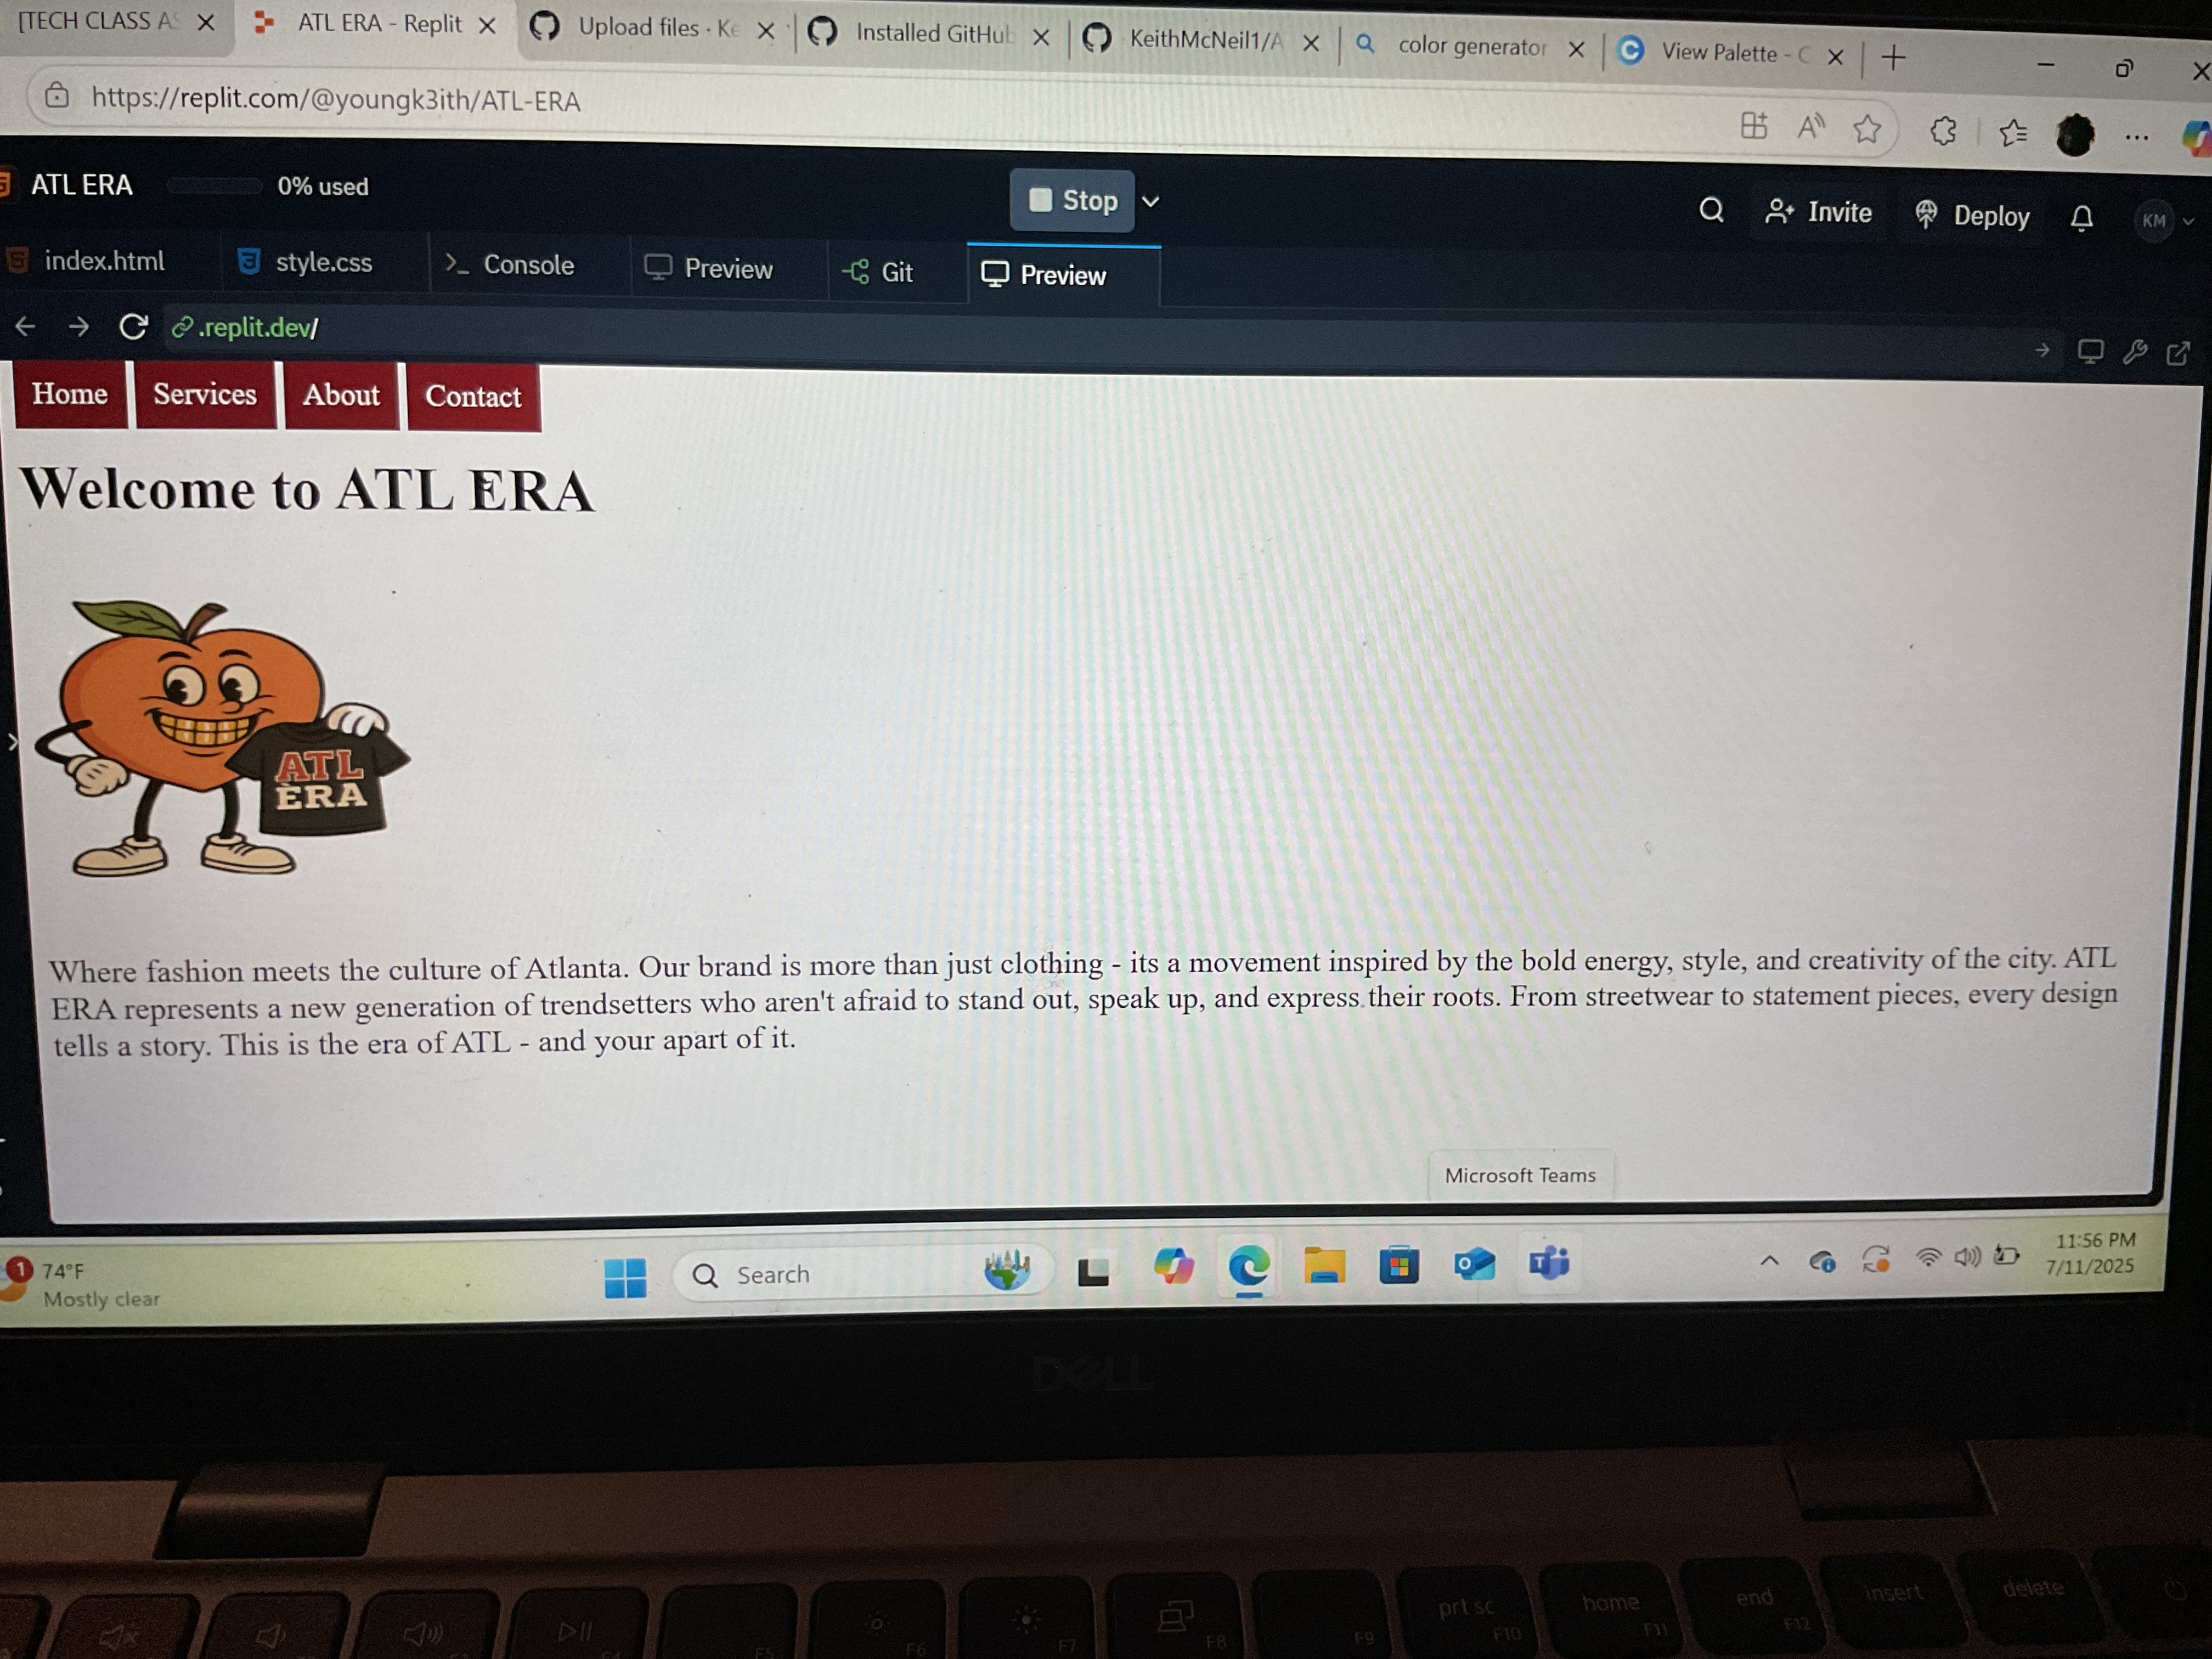 [TECH CLASS AS
ATL ERA - Replit
Upload files · Ke
Installed GitHub
KeithMcNeil1/A
color generator
View Palette - C
https://replit.com/@youngk3ith/ATL-ERA
ATL ERA
0% used
Stop
Invite
Deploy
KM
index.html
style.css
Console
Preview
Git
Preview
.replit.dev/
Home
Services
About
Contact
Welcome to ATL ERA
ATL
ERA
Where fashion meets the culture of Atlanta. Our brand is more than just clothing - its a movement inspired by the bold energy, style, and creativity of the city. ATL
ERA represents a new generation of trendsetters who aren't afraid to stand out, speak up, and express their roots. From streetwear to statement pieces, every design
tells a story. This is the era of ATL - and your apart of it.
Microsoft Teams
1
74°F
Mostly clear
Search
11:56 PM
7/11/2025
DELL
prt sc
home
end
insert
delete
F6
F7
F8
F9
F10
F11
F12